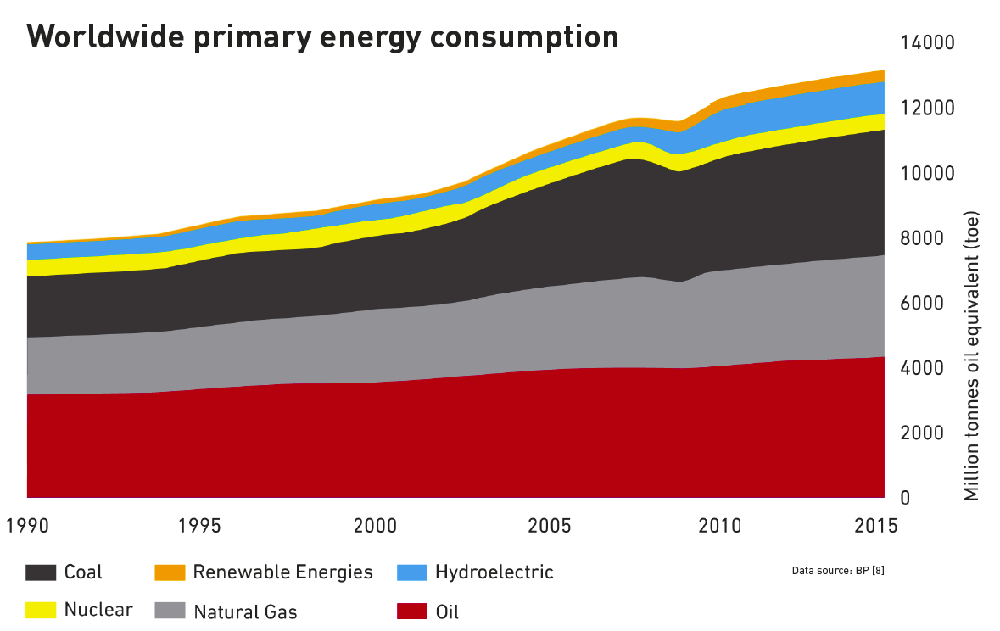 Worldwide primary energy consumption
14000
12000
10000
8000
6000
4000
2000
0
Million tonnes oil equivalent (toe)
1990 1995 2000 2005 2010 2015
Coal Renewable Energies Hydroelectric
Data source: BP [8]
Nuclear Natural Gas Oil